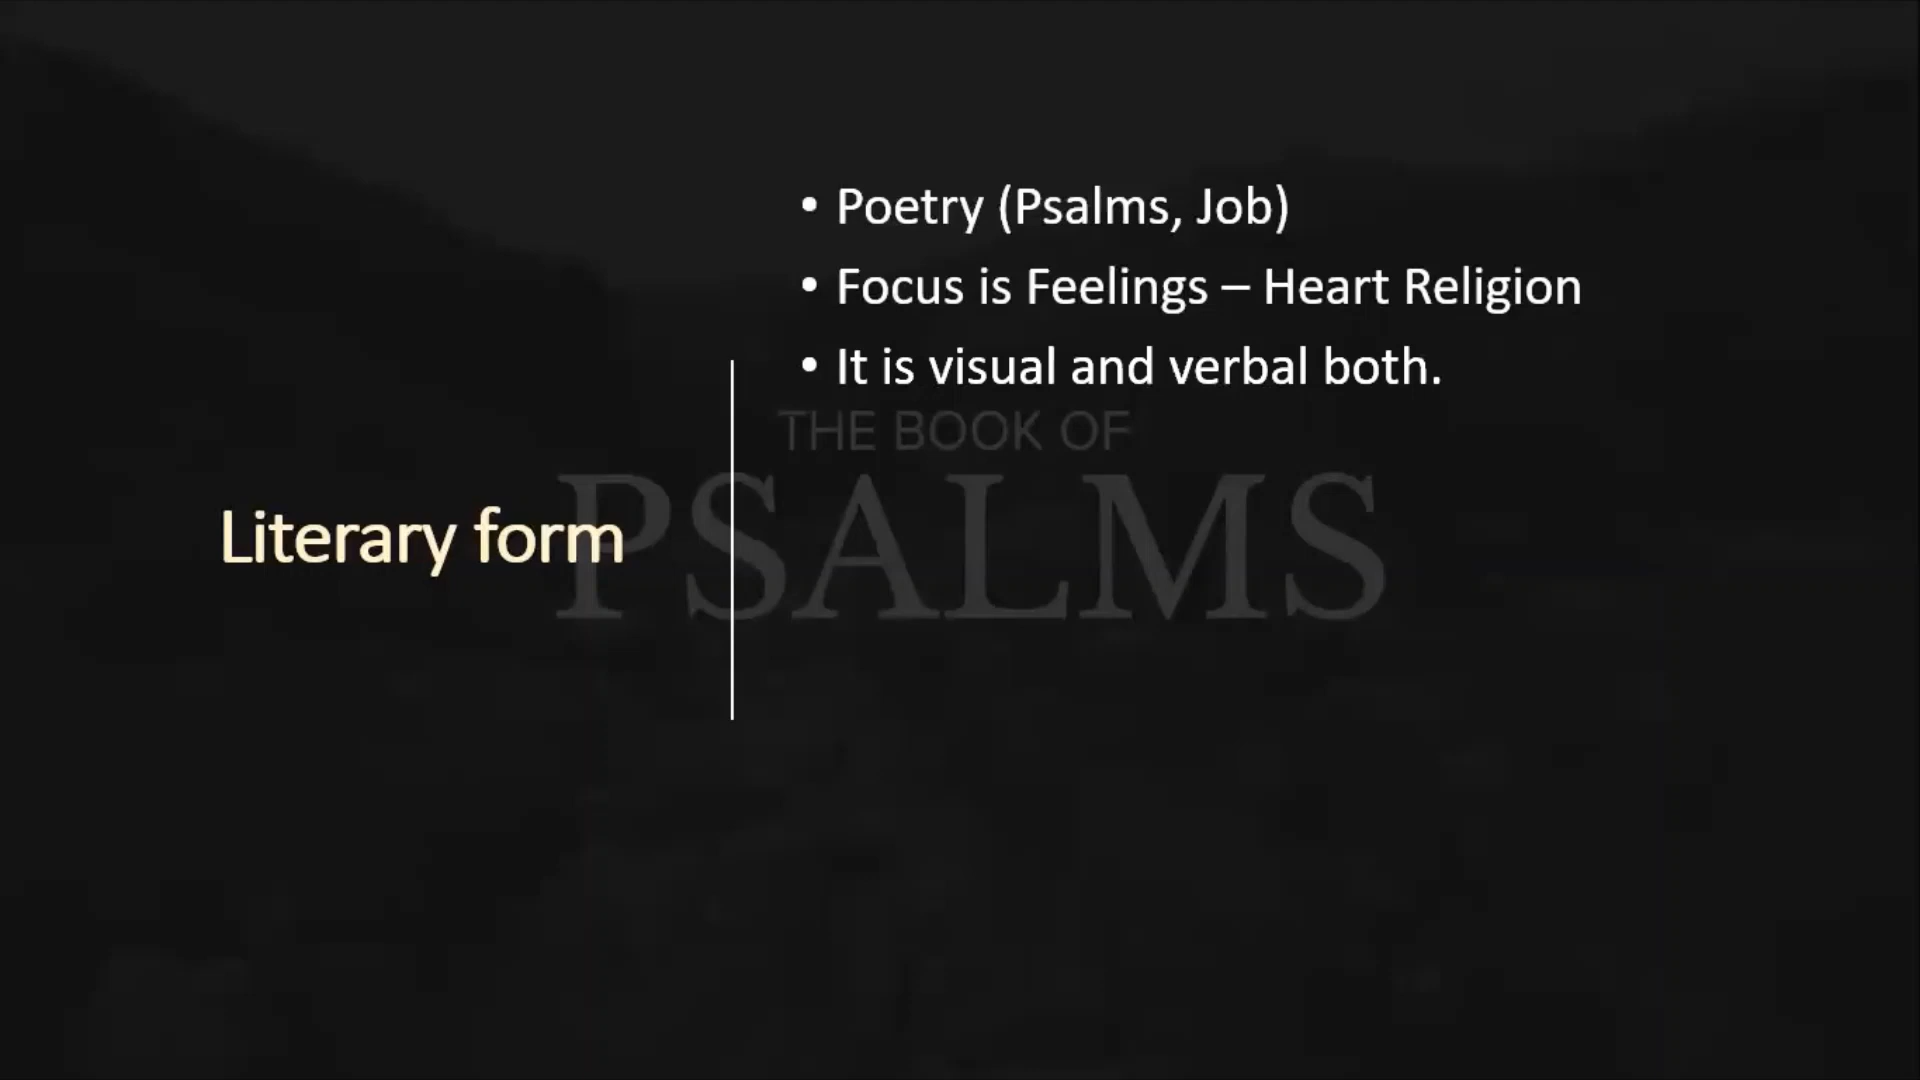 Literary form
• Poetry (Psalms, Job)
• Focus is Feelings – Heart Religion
• It is visual and verbal both.
THE BOOK OF
PSALMS